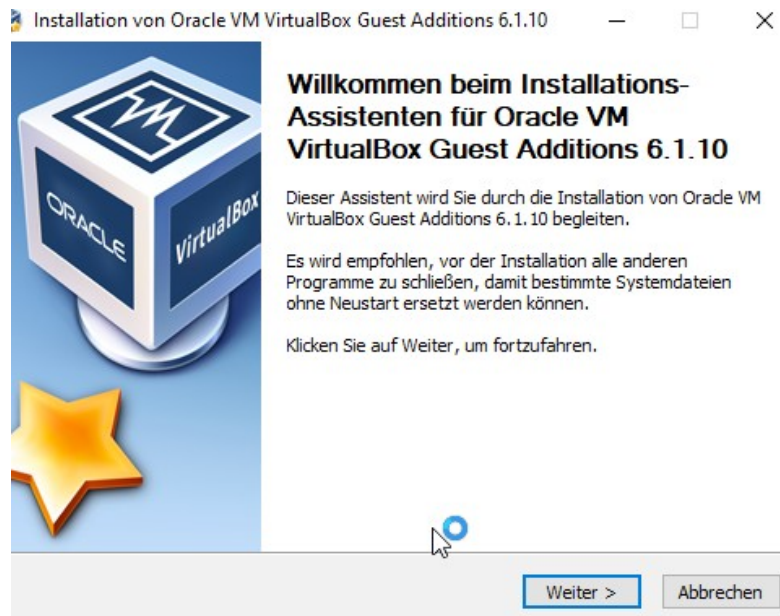 Installation von Oracle VM VirtualBox Guest Additions 6.1.10
Willkommen beim Installations-
Assistenten für Oracle VM
VirtualBox Guest Additions 6.1.10
Dieser Assistent wird Sie durch die Installation von Oracle VM
VirtualBox Guest Additions 6.1.10 begleiten.
Es wird empfohlen, vor der Installation alle anderen
Programme zu schließen, damit bestimmte Systemdateien
ohne Neustart ersetzt werden können.
Klicken Sie auf Weiter, um fortzufahren.
ORACLE
VirtualBox
Weiter >
Abbrechen